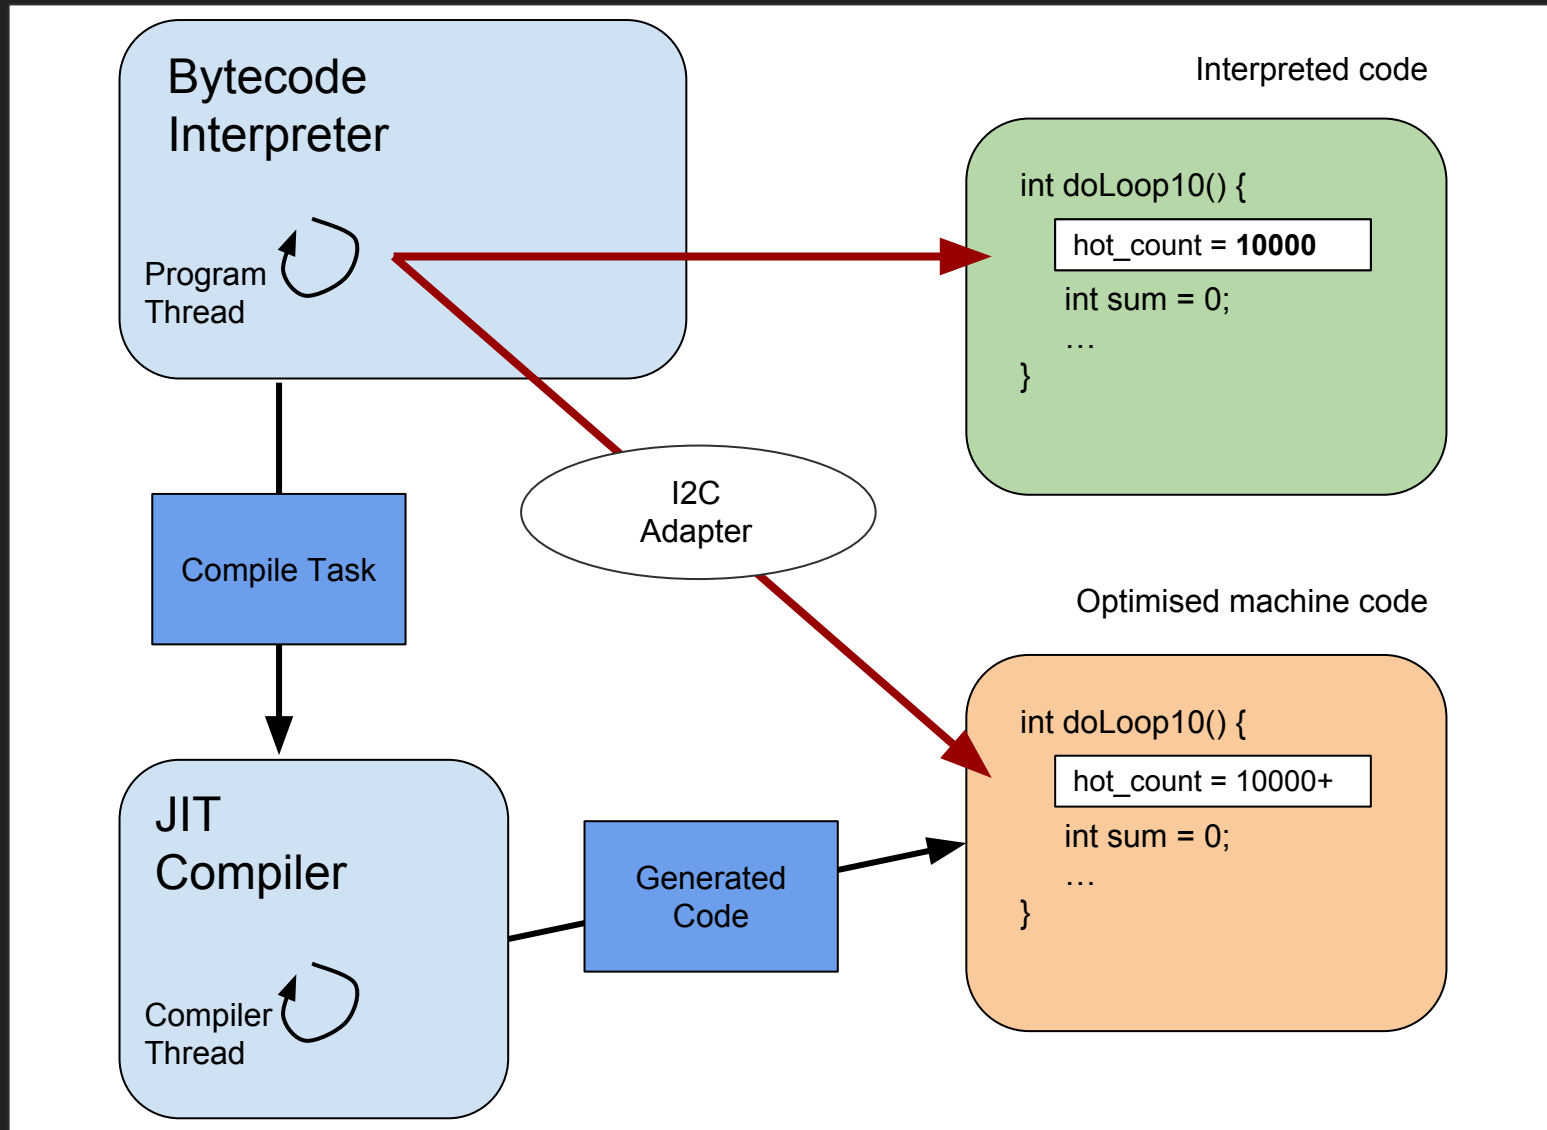 Bytecode
Interpreter
Program
Thread
Interpreted code
int doLoop10() {
hot_count = 10000
int sum = 0;
…
}
I2C
Adapter
Compile Task
Optimised machine code
int doLoop10() {
hot_count = 10000+
int sum = 0;
…
}
JIT
Compiler
Compiler
Thread
Generated
Code